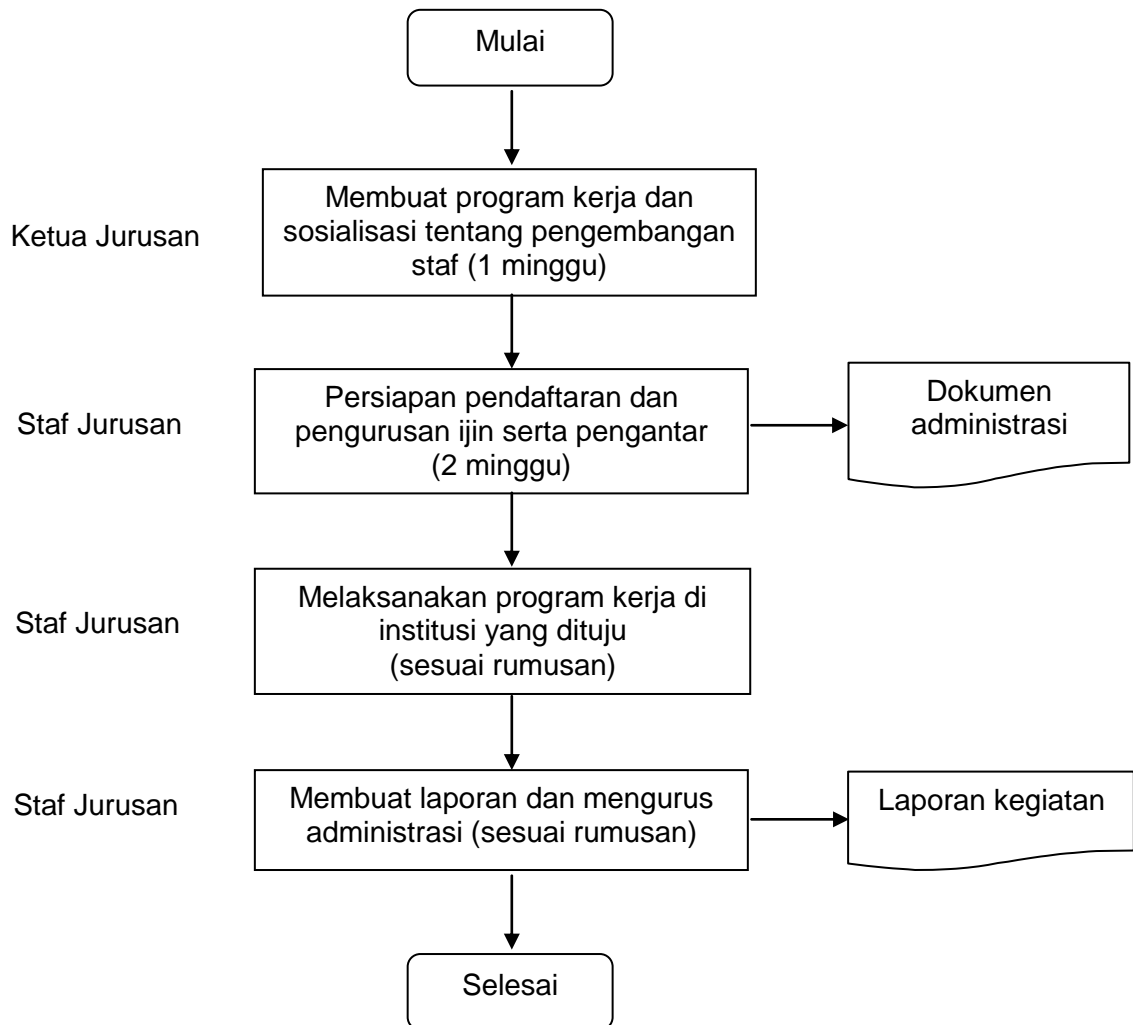 Mulai
Ketua Jurusan
Membuat program kerja dan
sosialisasi tentang pengembangan
staf (1 minggu)
Staf Jurusan
Persiapan pendaftaran dan
pengurusan ijin serta pengantar
(2 minggu)
Dokumen
administrasi
Staf Jurusan
Melaksanakan program kerja di
institusi yang dituju
(sesuai rumusan)
Staf Jurusan
Membuat laporan dan mengurus
administrasi (sesuai rumusan)
Laporan kegiatan
Selesai